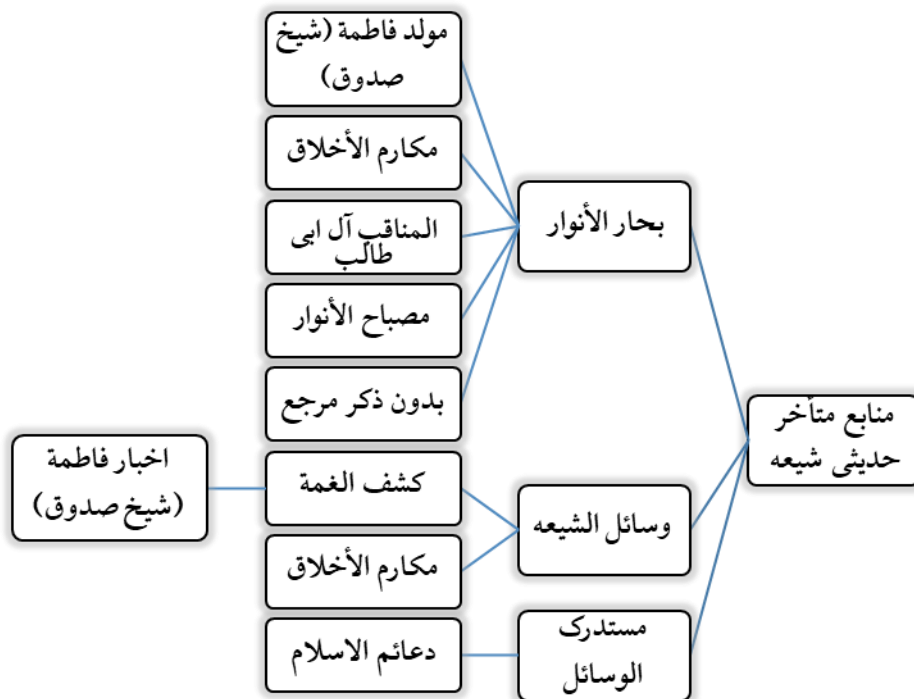 منابع متأخر
حدیثی شیعه
بحار الأنوار
مولد فاطمة (شیخ
صدوق)
مکارم الأخلاق
المناقب آل ابی
طالب
مصباح الأنوار
بدون ذکر مرجع
وسائل الشیعه
کشف الغمة
اخبار فاطمة
(شیخ صدوق)
مکارم الأخلاق
مستدرک
الوسائل
دعائم الاسلام